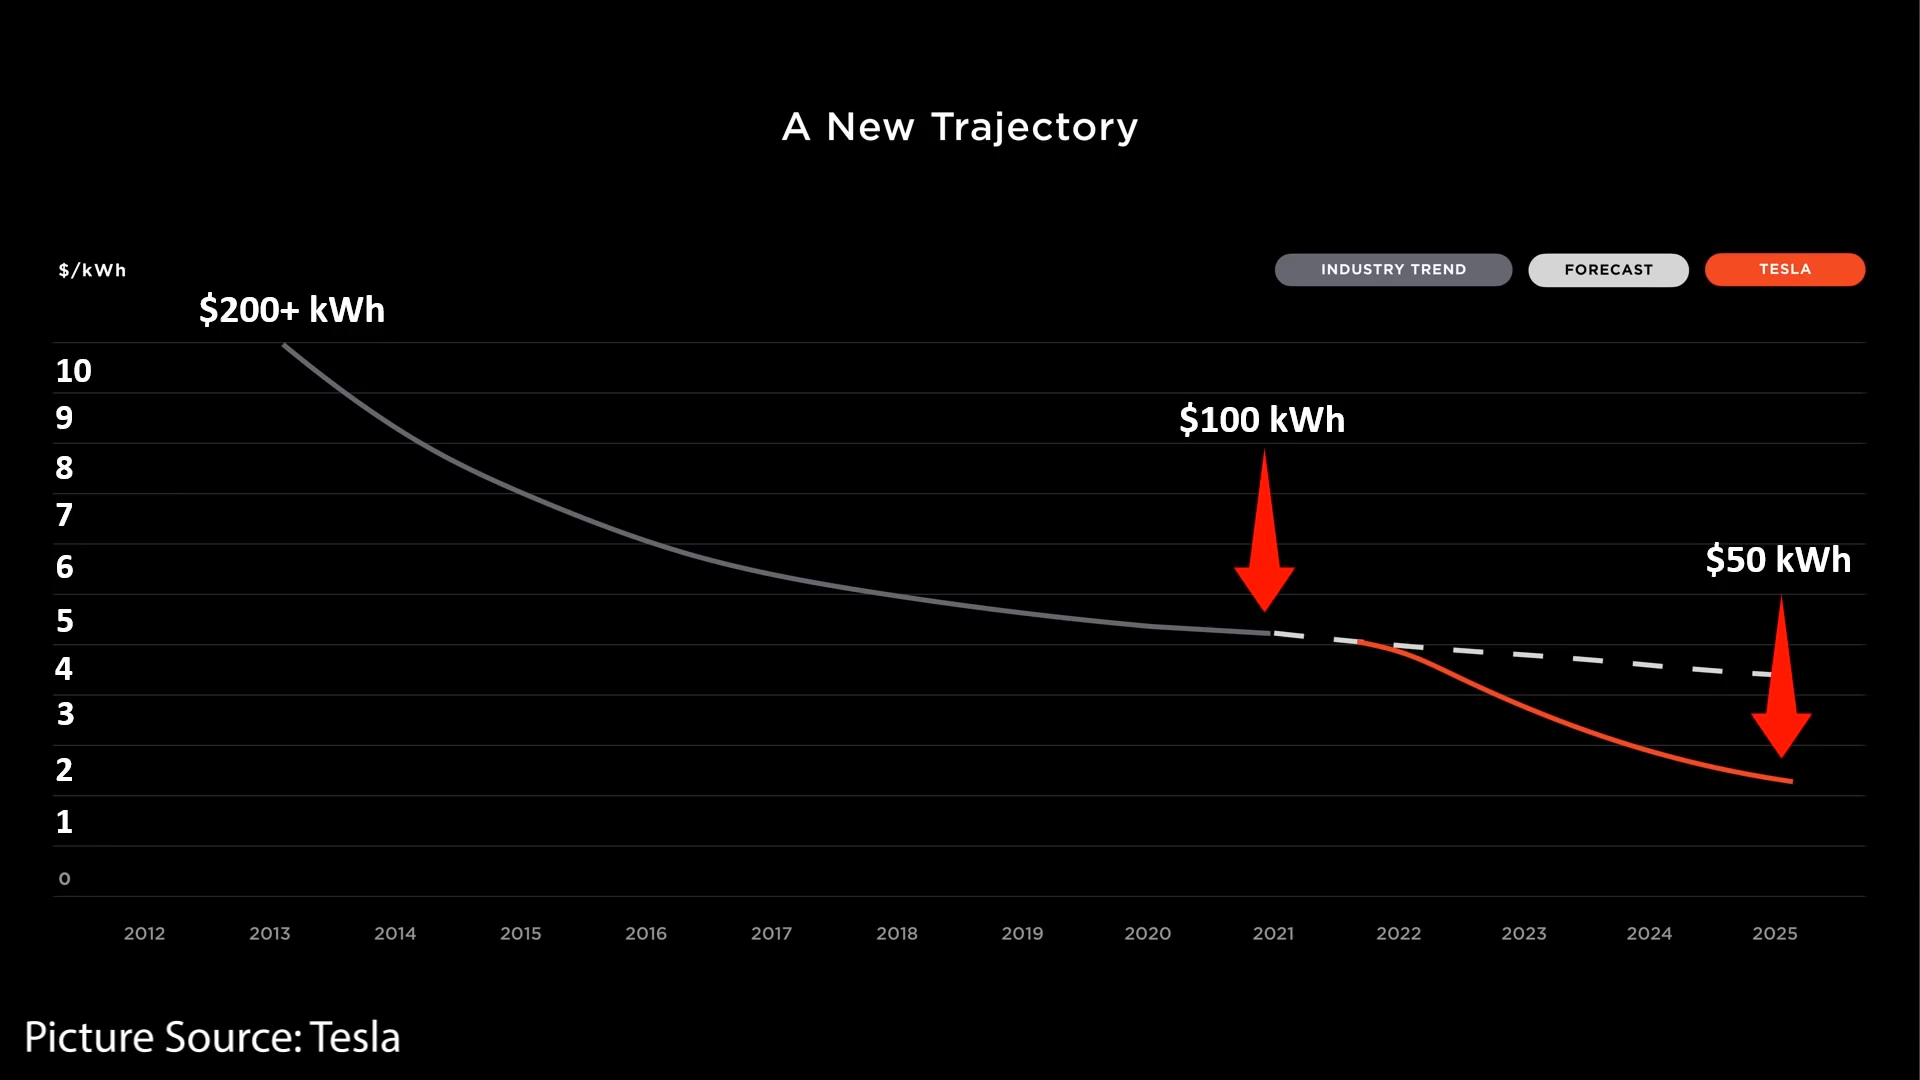 A New Trajectory
$/kWh
INDUSTRY TREND
FORECAST
TESLA
$200+ kWh
10
9
$100 kWh
8
7
6
$50 kWh
5
4
3
2
1
0
2012 2013 2014 2015 2016 2017 2018 2019 2020 2021 2022 2023 2024 2025
Picture Source: Tesla